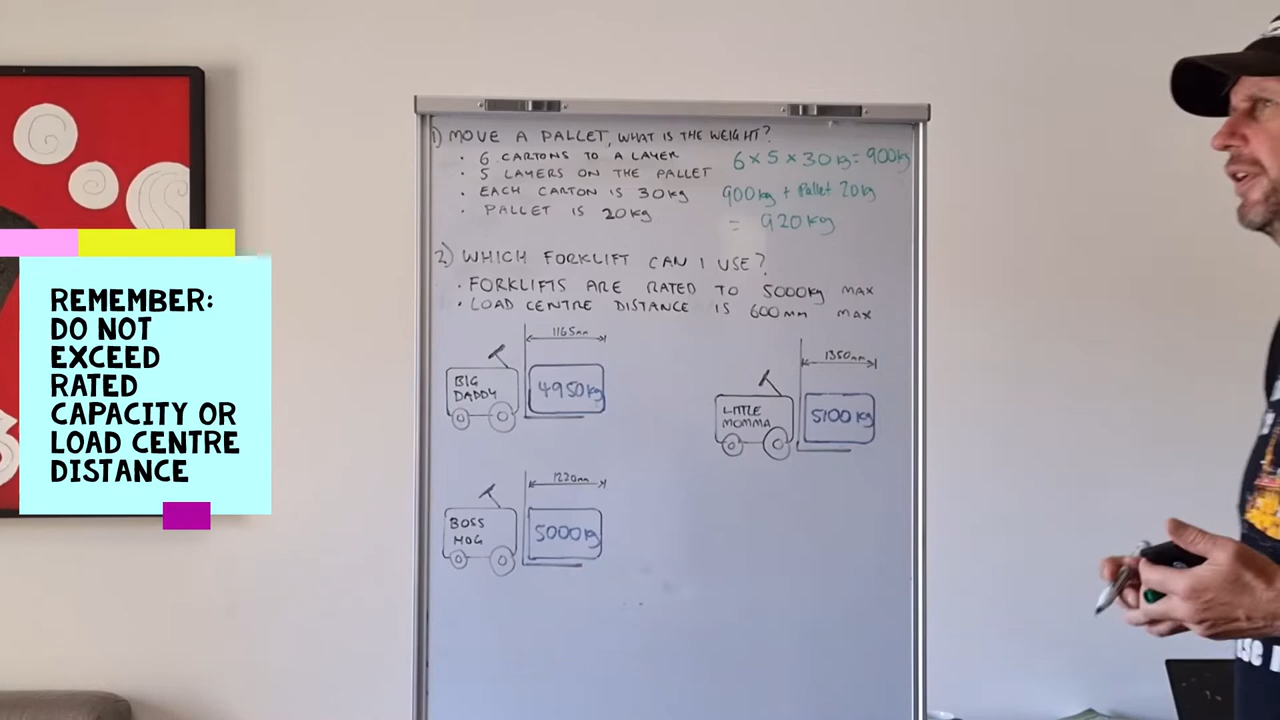 1) MOVE A PALLET, WHAT IS THE WEIGHT?
· 6 CARTONS TO A LAYER
· 5 LAYERS ON THE PALLET
· EACH CARTON IS 30kg
· PALLET IS 20kg
6 × 5 × 30kg = 900kg
900kg + Pallet 20kg
= 920kg
2) WHICH FORKLIFT CAN I USE?
· FORKLIFTS ARE RATED TO 5000kg MAX
· LOAD CENTRE DISTANCE IS 600mm MAX
1165mm
BIG
DADDY
4950kg
1350mm
LITTLE
MOMMA
5100kg
1220mm
BOSS
HOG
5000kg
REMEMBER:
DO NOT
EXCEED
RATED
CAPACITY OR
LOAD CENTRE
DISTANCE